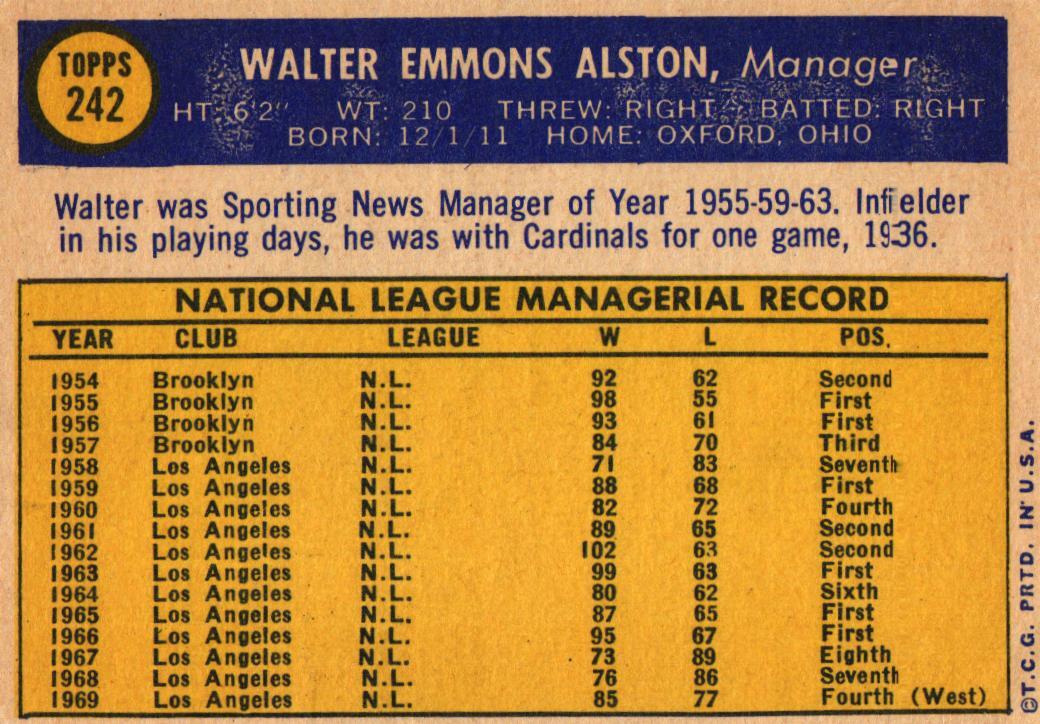 TOPPS
242
WALTER EMMONS ALSTON, Manager
HT: 6'2" WT: 210 THREW: RIGHT BATTED: RIGHT
BORN: 12/1/11 HOME: OXFORD, OHIO
Walter was Sporting News Manager of Year 1955-59-63. Infielder
in his playing days, he was with Cardinals for one game, 1936.
NATIONAL LEAGUE MANAGERIAL RECORD
YEAR CLUB LEAGUE W L POS.
1954 Brooklyn N.L. 92 62 Second
1955 Brooklyn N.L. 98 55 First
1956 Brooklyn N.L. 93 61 First
1957 Brooklyn N.L. 84 70 Third
1958 Los Angeles N.L. 71 83 Seventh
1959 Los Angeles N.L. 88 68 First
1960 Los Angeles N.L. 82 72 Fourth
1961 Los Angeles N.L. 89 65 Second
1962 Los Angeles N.L. 102 63 Second
1963 Los Angeles N.L. 99 63 First
1964 Los Angeles N.L. 80 62 Sixth
1965 Los Angeles N.L. 87 65 First
1966 Los Angeles N.L. 95 67 First
1967 Los Angeles N.L. 73 89 Eighth
1968 Los Angeles N.L. 76 86 Seventh
1969 Los Angeles N.L. 85 77 Fourth (West)
©T.C.G. PRTD. IN U.S.A.